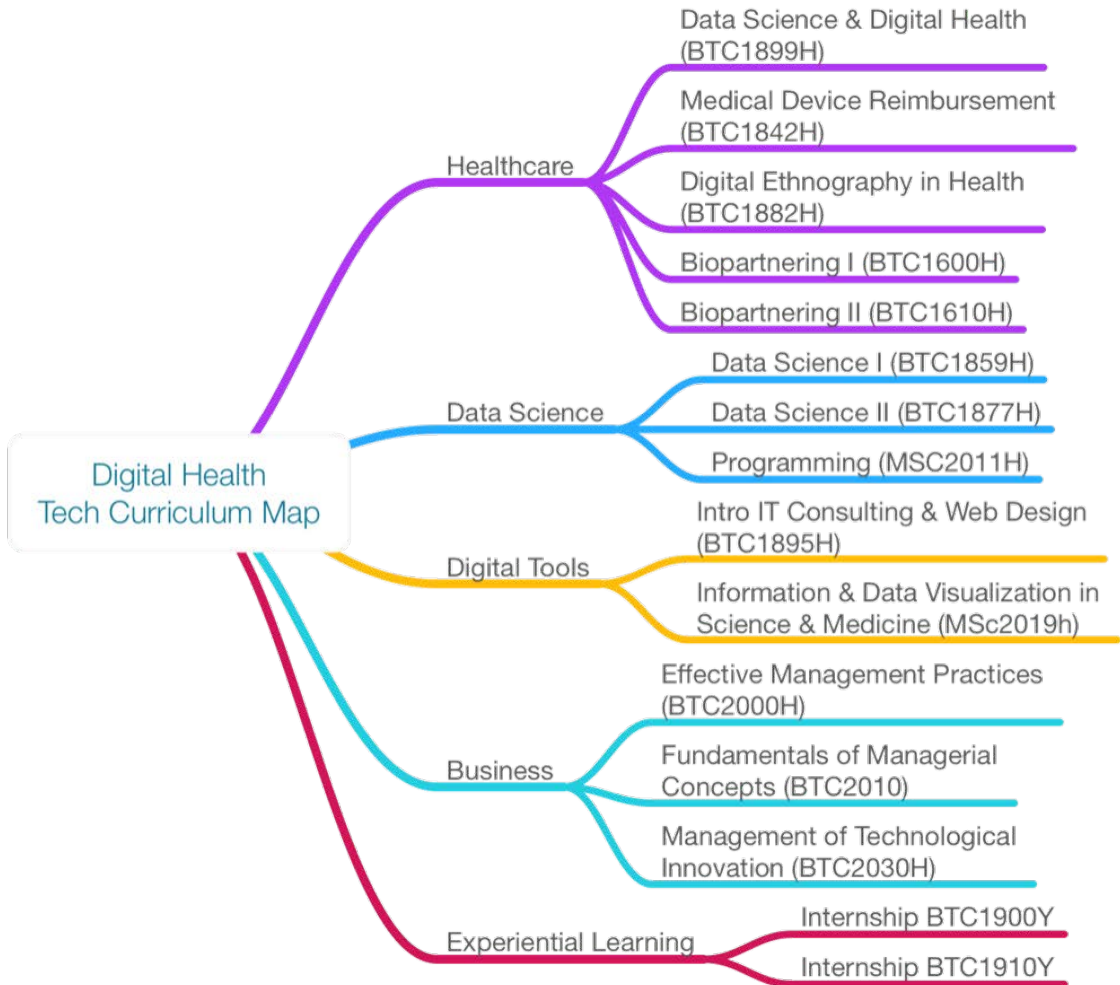 Data Science & Digital Health
(BTC1899H)
Medical Device Reimbursement
(BTC1842H)
Healthcare
Digital Ethnography in Health
(BTC1882H)
Biopartnering I (BTC1600H)
Biopartnering II (BTC1610H)
Data Science I (BTC1859H)
Data Science
Data Science II (BTC1877H)
Programming (MSC2011H)
Digital Health
Tech Curriculum Map
Intro IT Consulting & Web Design
(BTC1895H)
Digital Tools
Information & Data Visualization in
Science & Medicine (MSc2019h)
Effective Management Practices
(BTC2000H)
Business
Fundamentals of Managerial
Concepts (BTC2010)
Management of Technological
Innovation (BTC2030H)
Internship BTC1900Y
Experiential Learning
Internship BTC1910Y